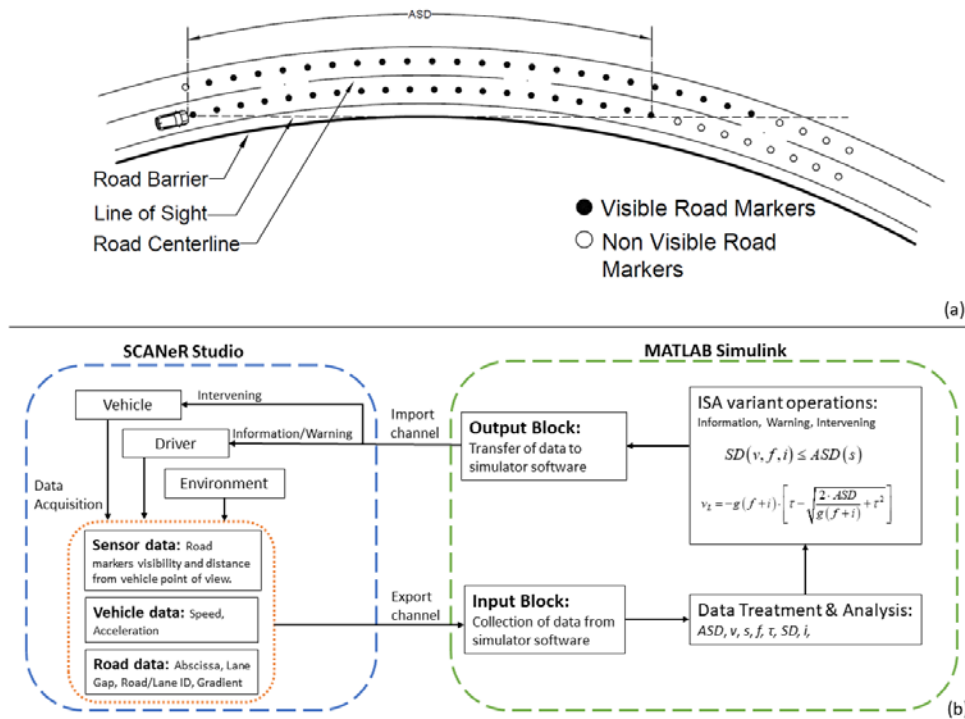 ASD
Road Barrier
Line of Sight
Road Centerline
Visible Road Markers
Non Visible Road
Markers
(a)
SCANeR Studio
MATLAB Simulink
Vehicle
Intervening
Driver
Information/Warning
Environment
Data
Acquisition
Sensor data: Road
markers visibility and distance
from vehicle point of view.
Vehicle data: Speed,
Acceleration
Road data: Abscissa, Lane
Gap, Road/Lane ID, Gradient
Import
channel
Export
channel
Output Block:
Transfer of data to
simulator software
Input Block:
Collection of data from
simulator software
ISA variant operations:
Information, Warning, Intervening
SD(v, f, i) ≤ ASD(s)
v_L = −g(f+i)·[τ − √(2·ASD/g(f+i) + τ²)]
Data Treatment & Analysis:
ASD, v, s, f, τ, SD, i,
(b)